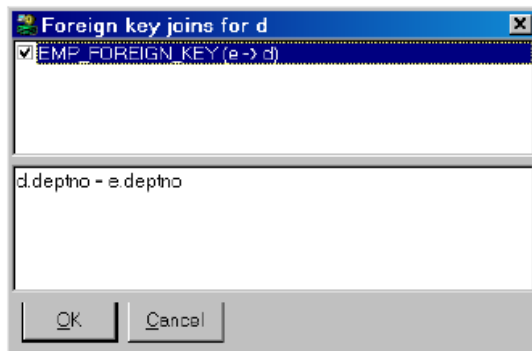 Foreign key joins for d
EMP_FOREIGN_KEY (e -> d)
d.deptno = e.deptno
OK
Cancel